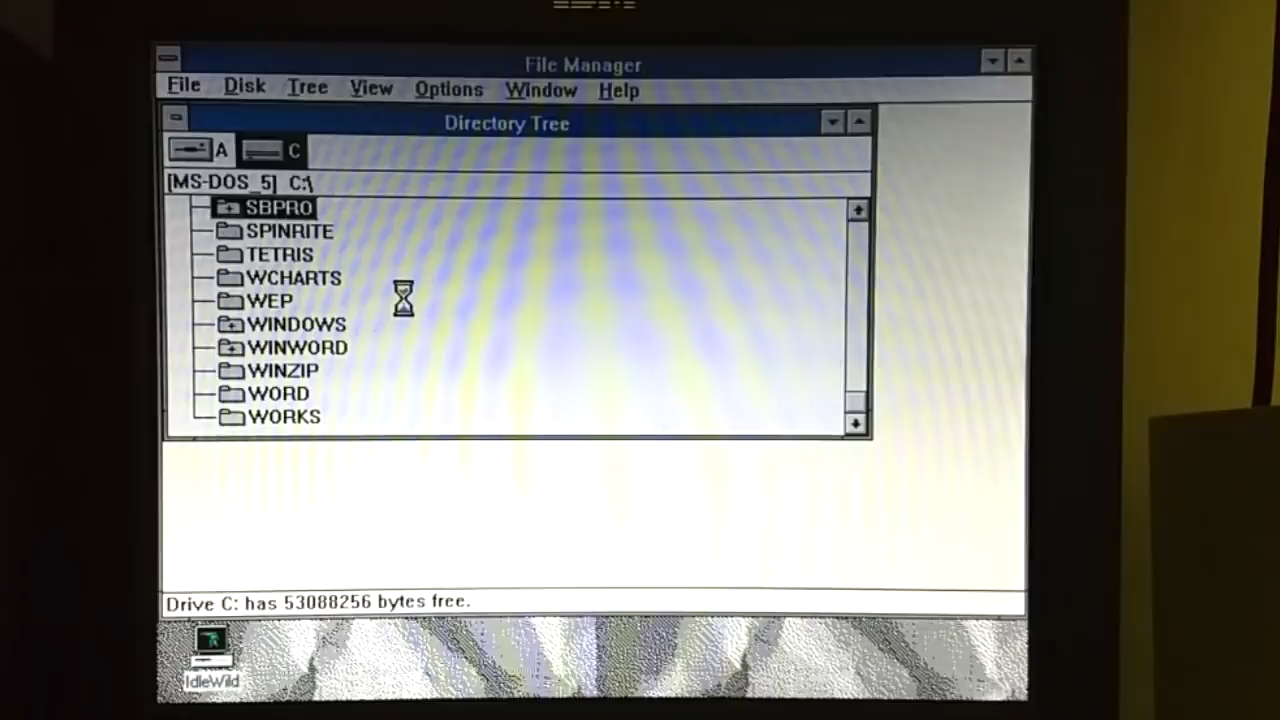 File Manager
File Disk Tree View Options Window Help
Directory Tree
A C
[MS-DOS_5] C:\
SBPRO
SPINRITE
TETRIS
WCHARTS
WEP
WINDOWS
WINWORD
WINZIP
WORD
WORKS
Drive C: has 53088256 bytes free.
IdleWild